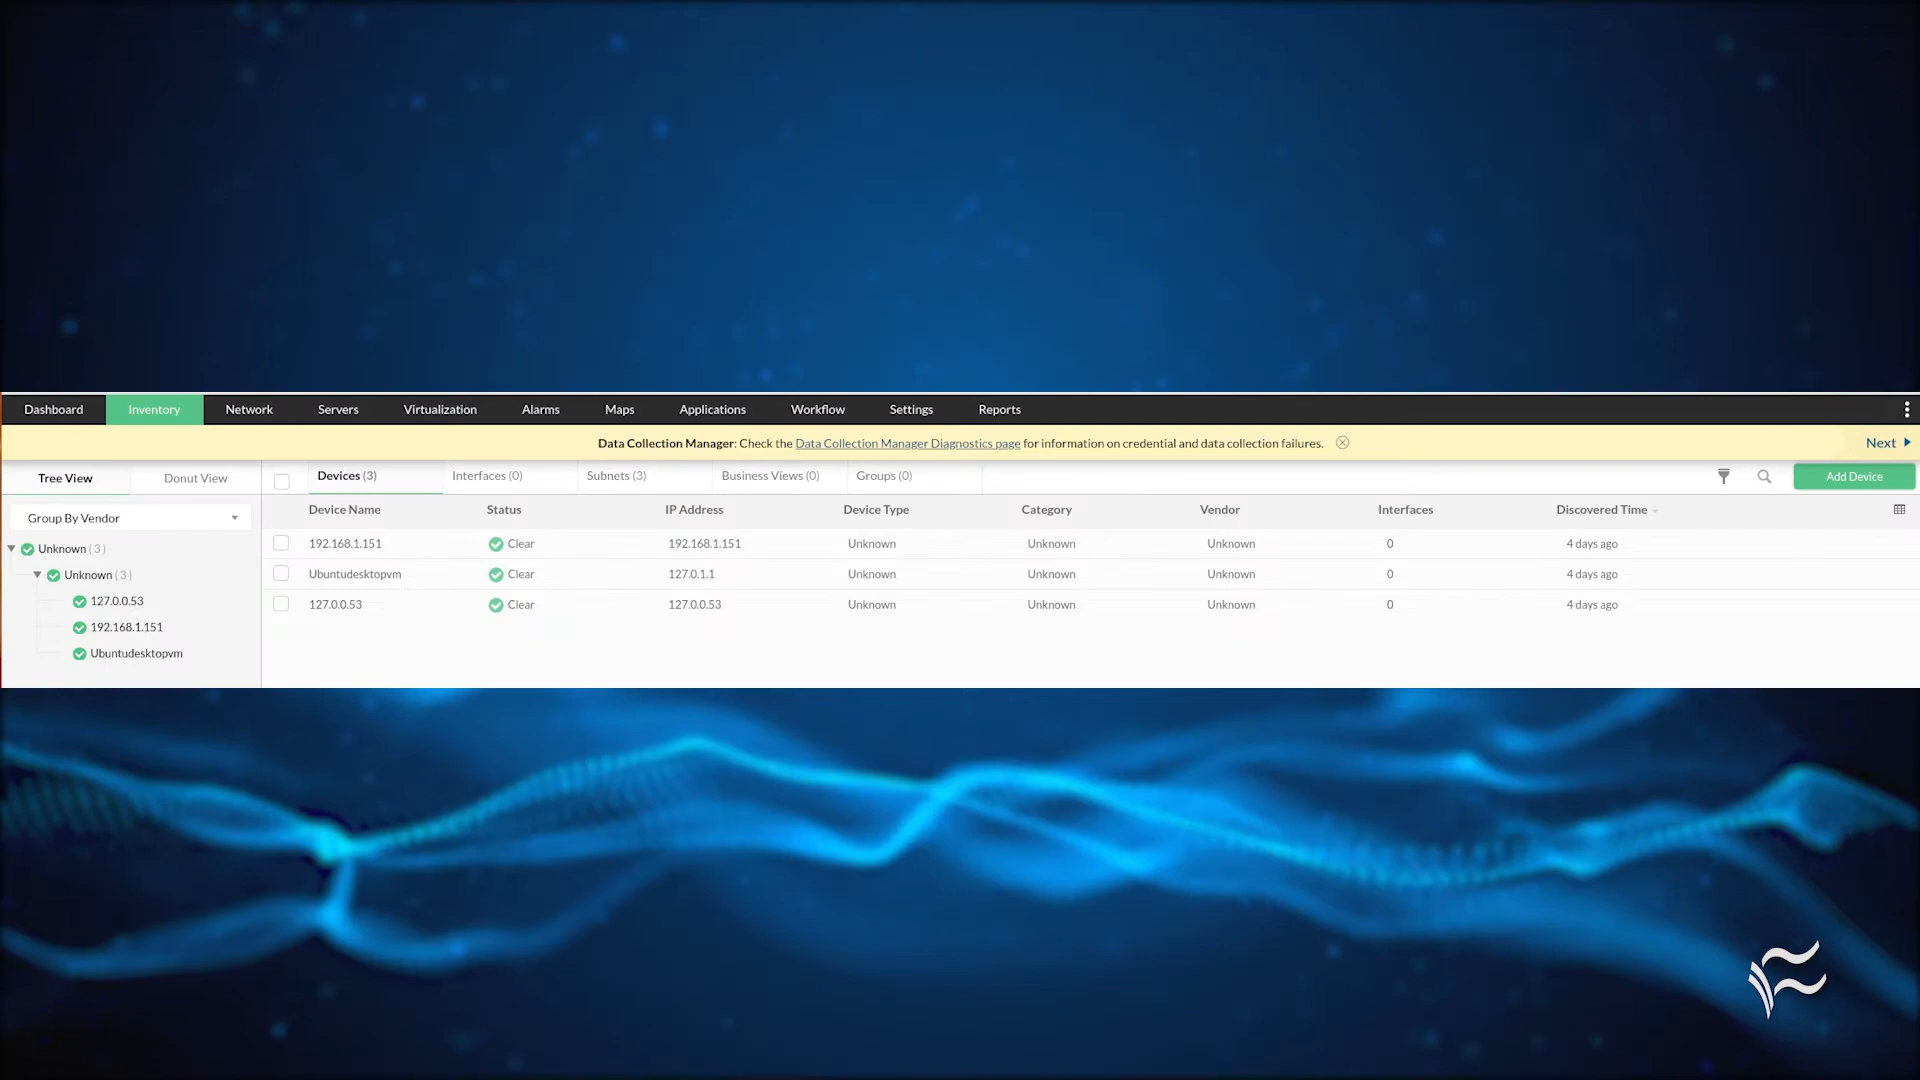 Dashboard Inventory Network Servers Virtualization Alarms Maps Applications Workflow Settings Reports
Data Collection Manager: Check the Data Collection Manager Diagnostics page for information on credential and data collection failures.
Next
Tree View Donut View Devices (3) Interfaces (0) Subnets (3) Business Views (0) Groups (0) Add Device
Group By Vendor
Unknown (3)
Unknown (3)
127.0.0.53
192.168.1.151
Ubuntudesktopvm
Device Name Status IP Address Device Type Category Vendor Interfaces Discovered Time
192.168.1.151 Clear 192.168.1.151 Unknown Unknown Unknown 0 4 days ago
Ubuntudesktopvm Clear 127.0.1.1 Unknown Unknown Unknown 0 4 days ago
127.0.0.53 Clear 127.0.0.53 Unknown Unknown Unknown 0 4 days ago